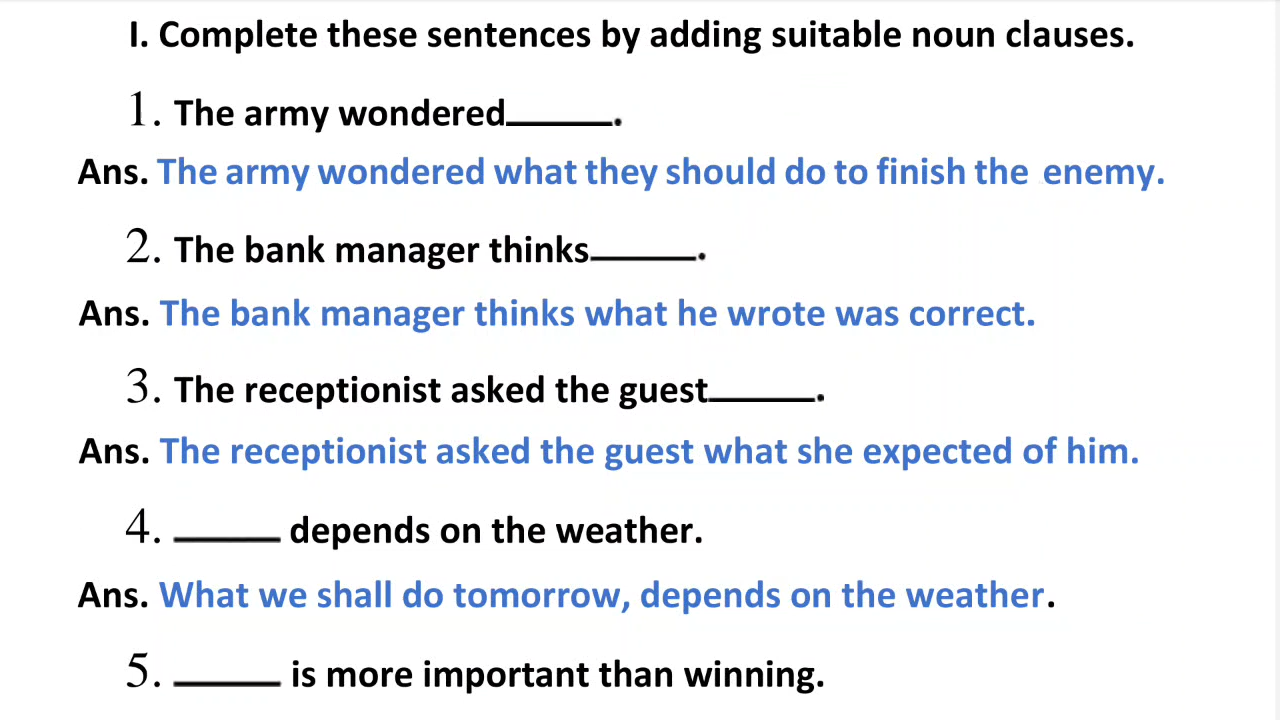 I. Complete these sentences by adding suitable noun clauses.
1. The army wondered______.
Ans. The army wondered what they should do to finish the enemy.
2. The bank manager thinks______.
Ans. The bank manager thinks what he wrote was correct.
3. The receptionist asked the guest______.
Ans. The receptionist asked the guest what she expected of him.
4. ______ depends on the weather.
Ans. What we shall do tomorrow, depends on the weather.
5. ______ is more important than winning.